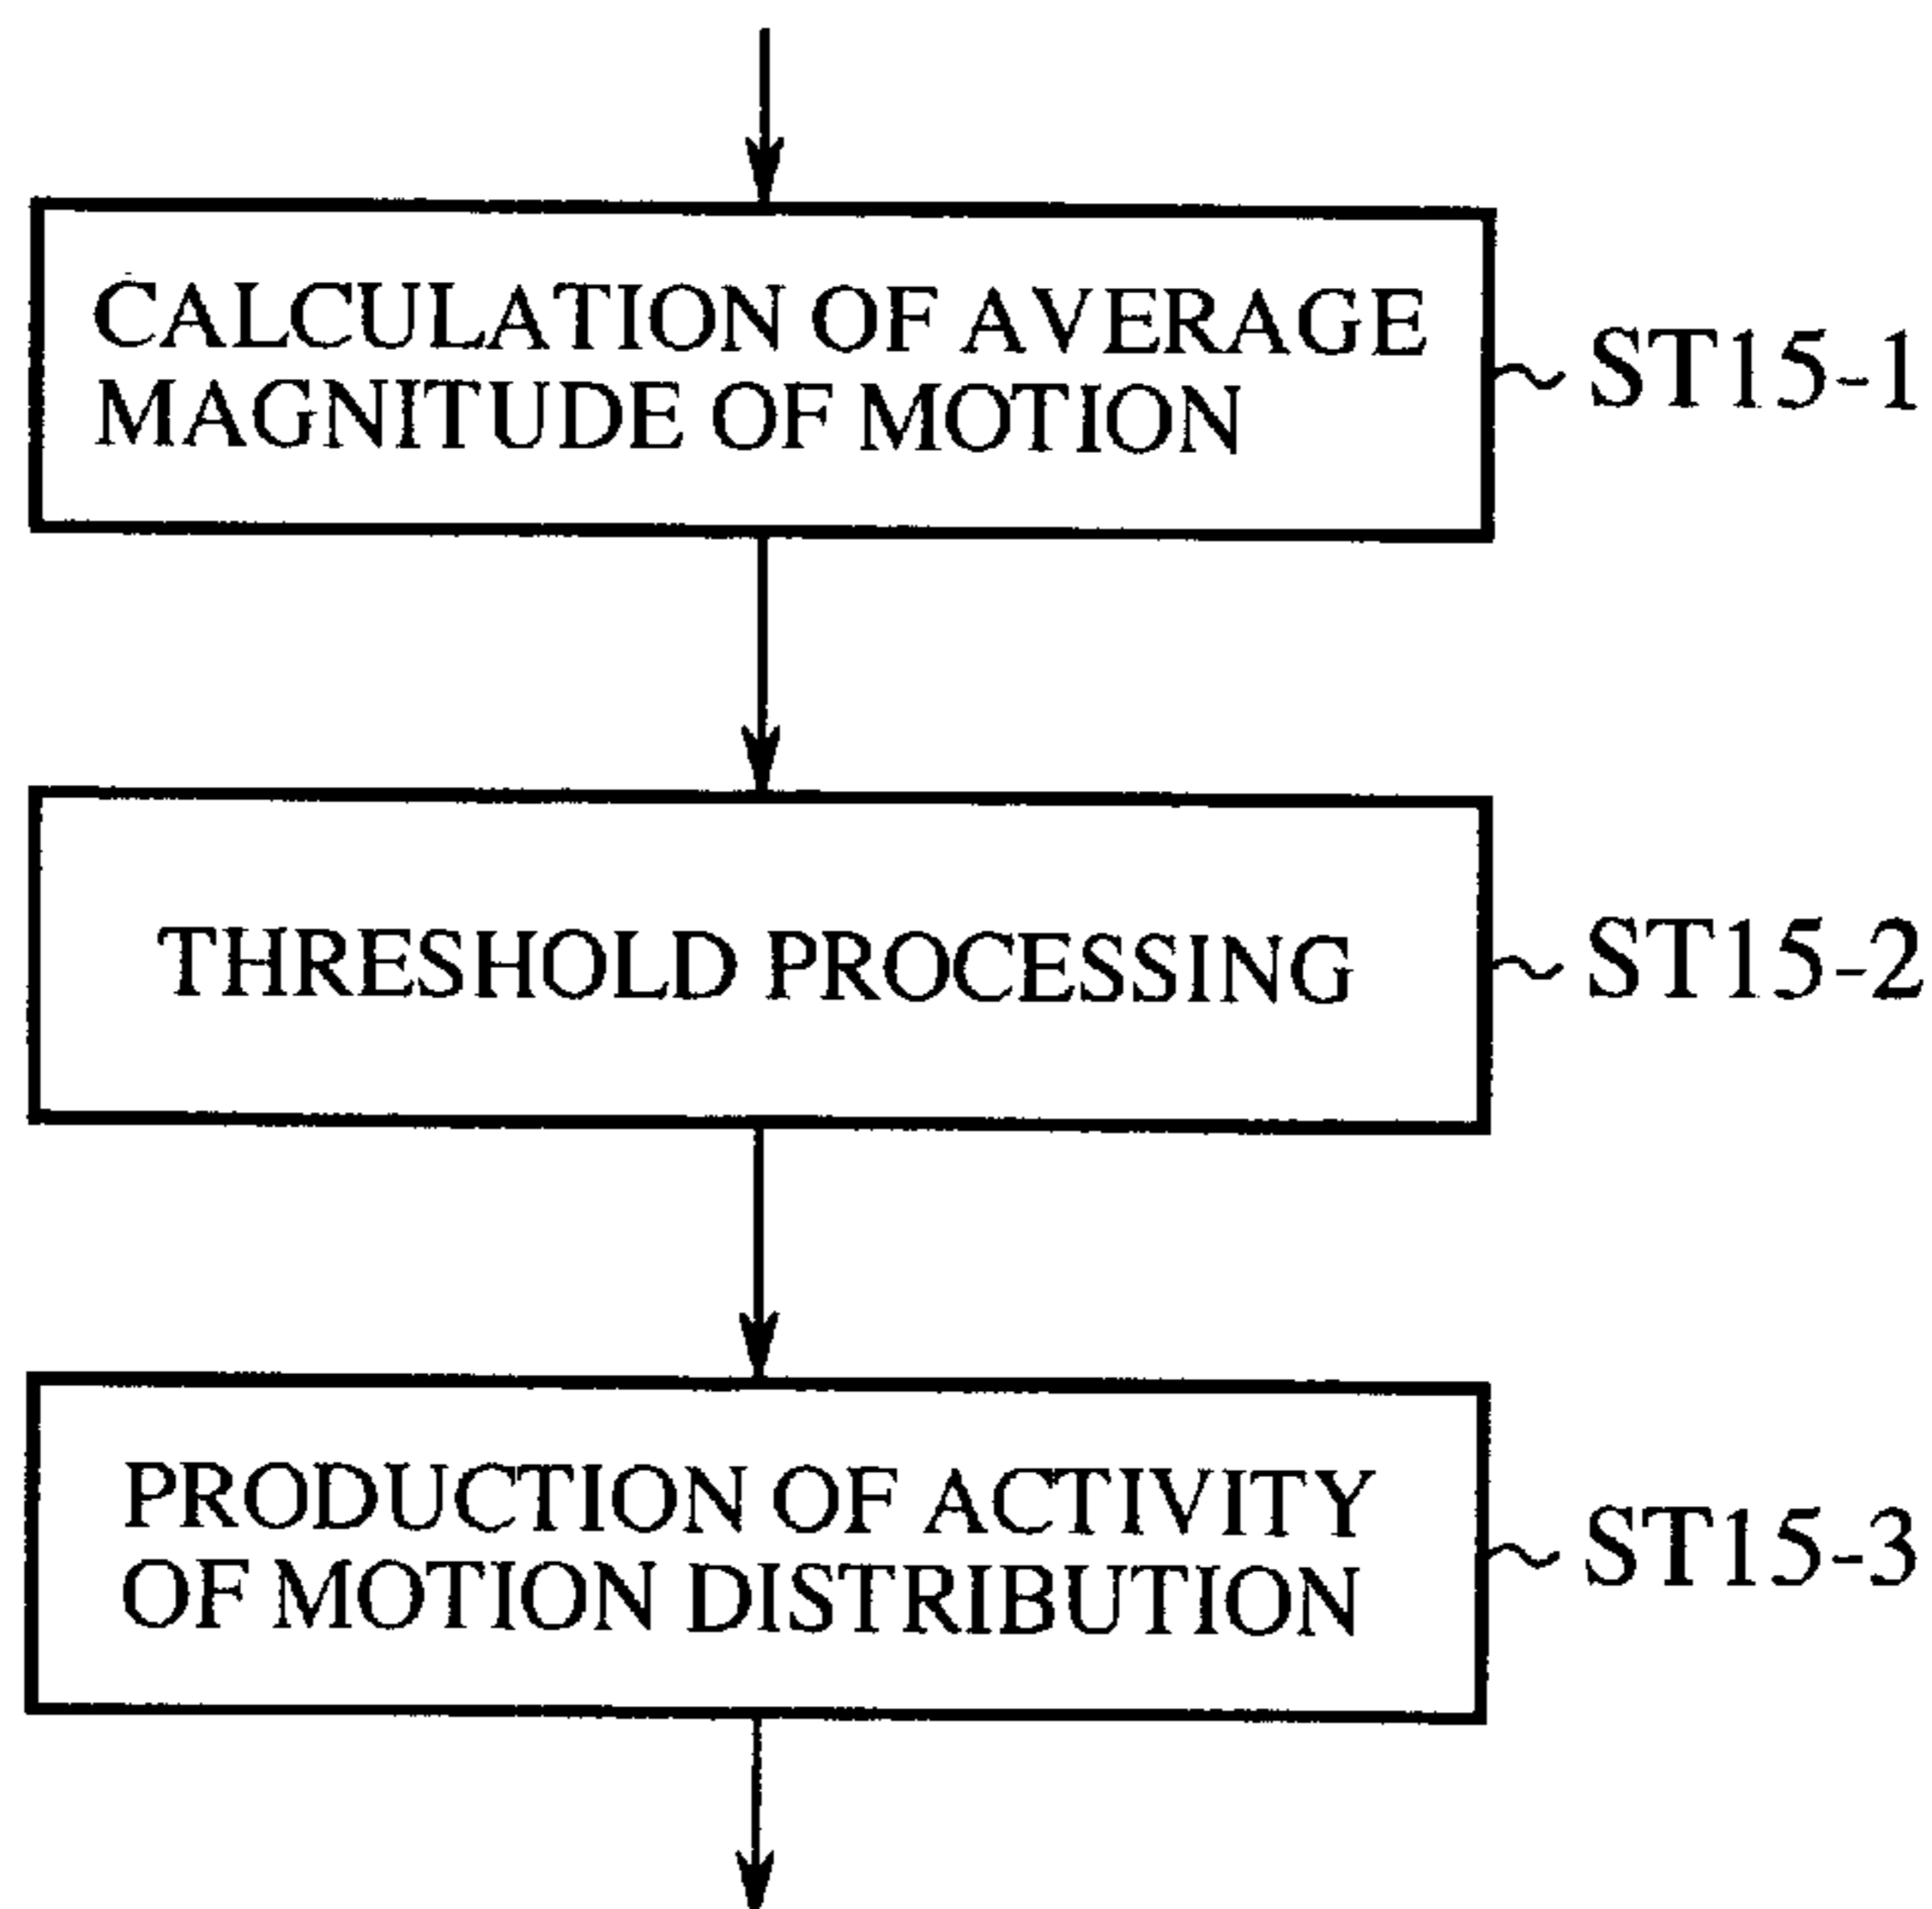 CALCULATION OF AVERAGE
MAGNITUDE OF MOTION
ST15-1
THRESHOLD PROCESSING
ST15-2
PRODUCTION OF ACTIVITY
OF MOTION DISTRIBUTION
ST15-3